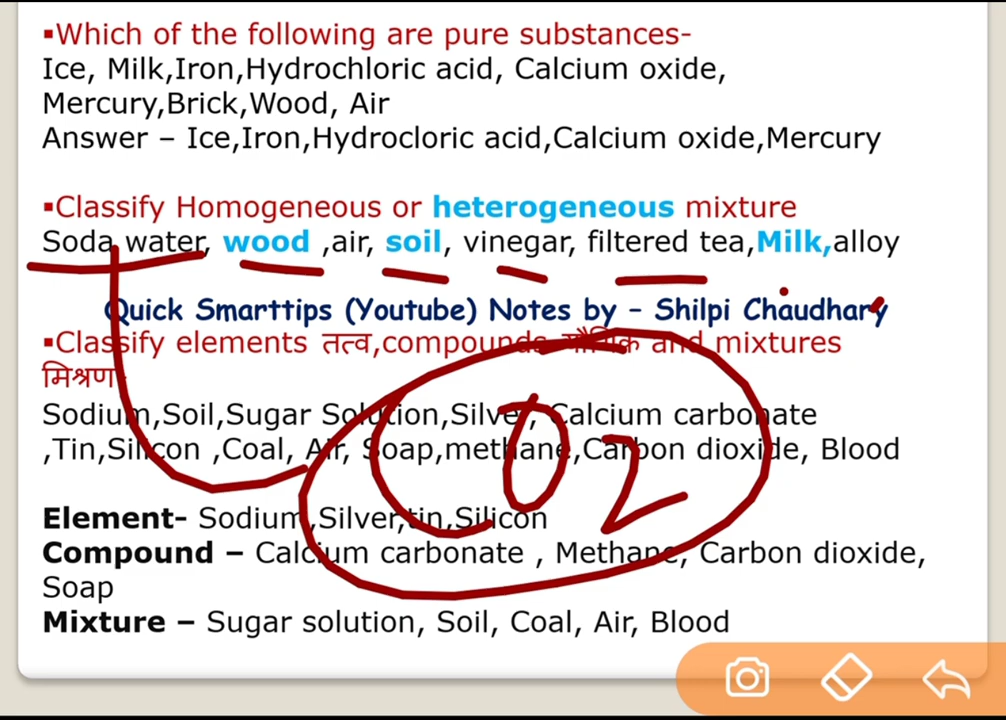 ▪Which of the following are pure substances-
Ice, Milk,Iron,Hydrochloric acid, Calcium oxide,
Mercury,Brick,Wood, Air
Answer – Ice,Iron,Hydrocloric acid,Calcium oxide,Mercury
▪Classify Homogeneous or heterogeneous mixture
Soda water, wood ,air, soil, vinegar, filtered tea,Milk,alloy
Quick Smarttips (Youtube) Notes by – Shilpi Chaudhary
▪Classify elements तत्व,compounds यौगिक and mixtures
मिश्रण-
Sodium,Soil,Sugar Solution,Silver, Calcium carbonate
,Tin,Silicon ,Coal, Air, Soap,methane,Carbon dioxide, Blood
CO2
Element- Sodium,Silver,tin,Silicon
Compound – Calcium carbonate , Methane, Carbon dioxide,
Soap
Mixture – Sugar solution, Soil, Coal, Air, Blood